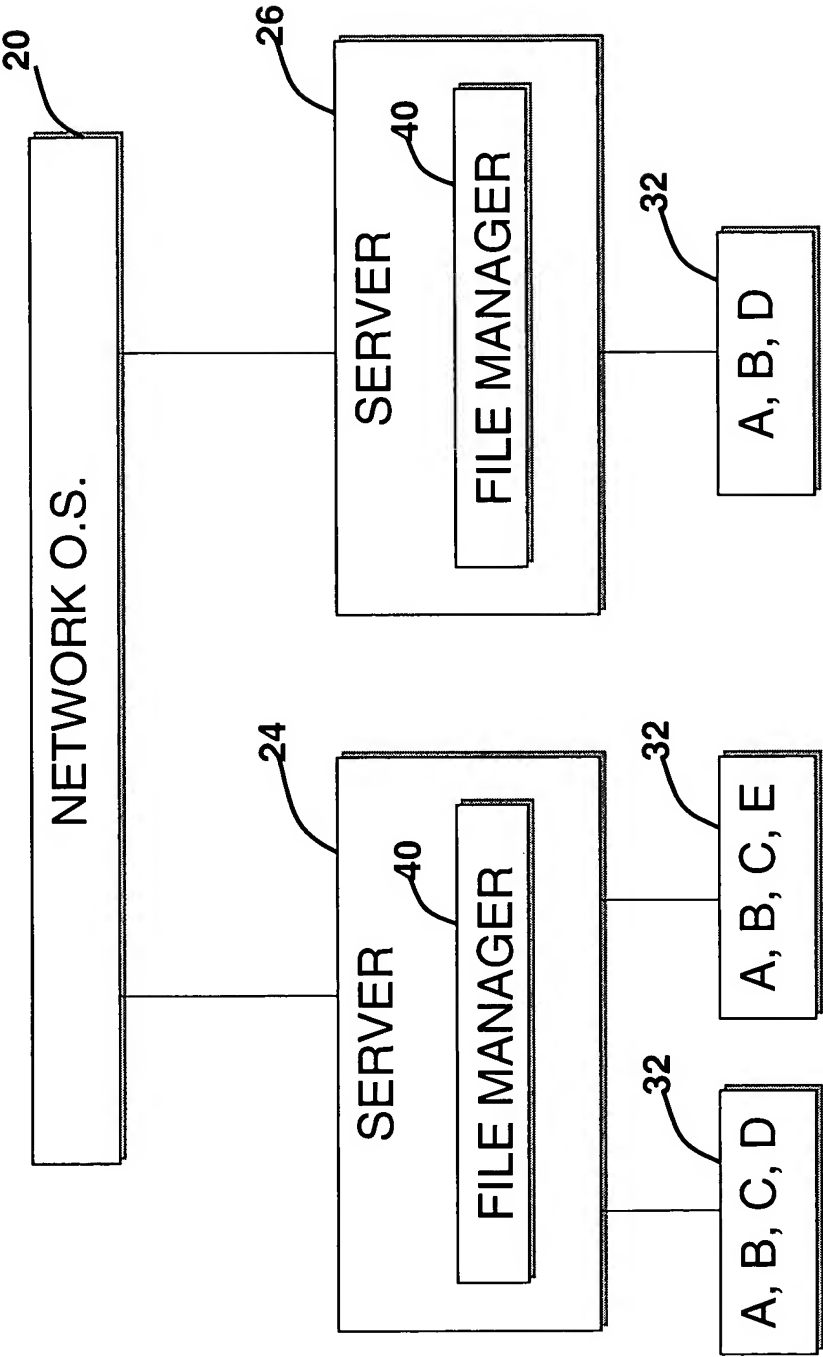 20
NETWORK O.S.
24
26
SERVER
SERVER
40
40
FILE MANAGER
FILE MANAGER
32
32
32
A, B, C, D
A, B, C, E
A, B, D